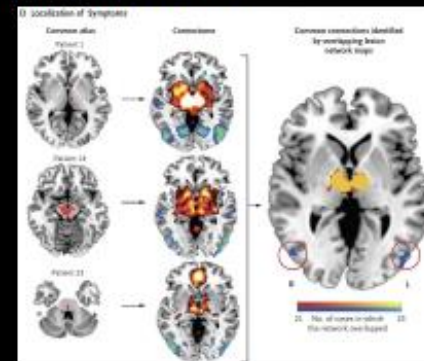 Localization of Symptoms
Common atlas
Connectome
Common connections identified
by overlapping lesion
network maps
Patient 1
Patient 14
Patient 23
R
L
No. of cases in which
the network overlapped